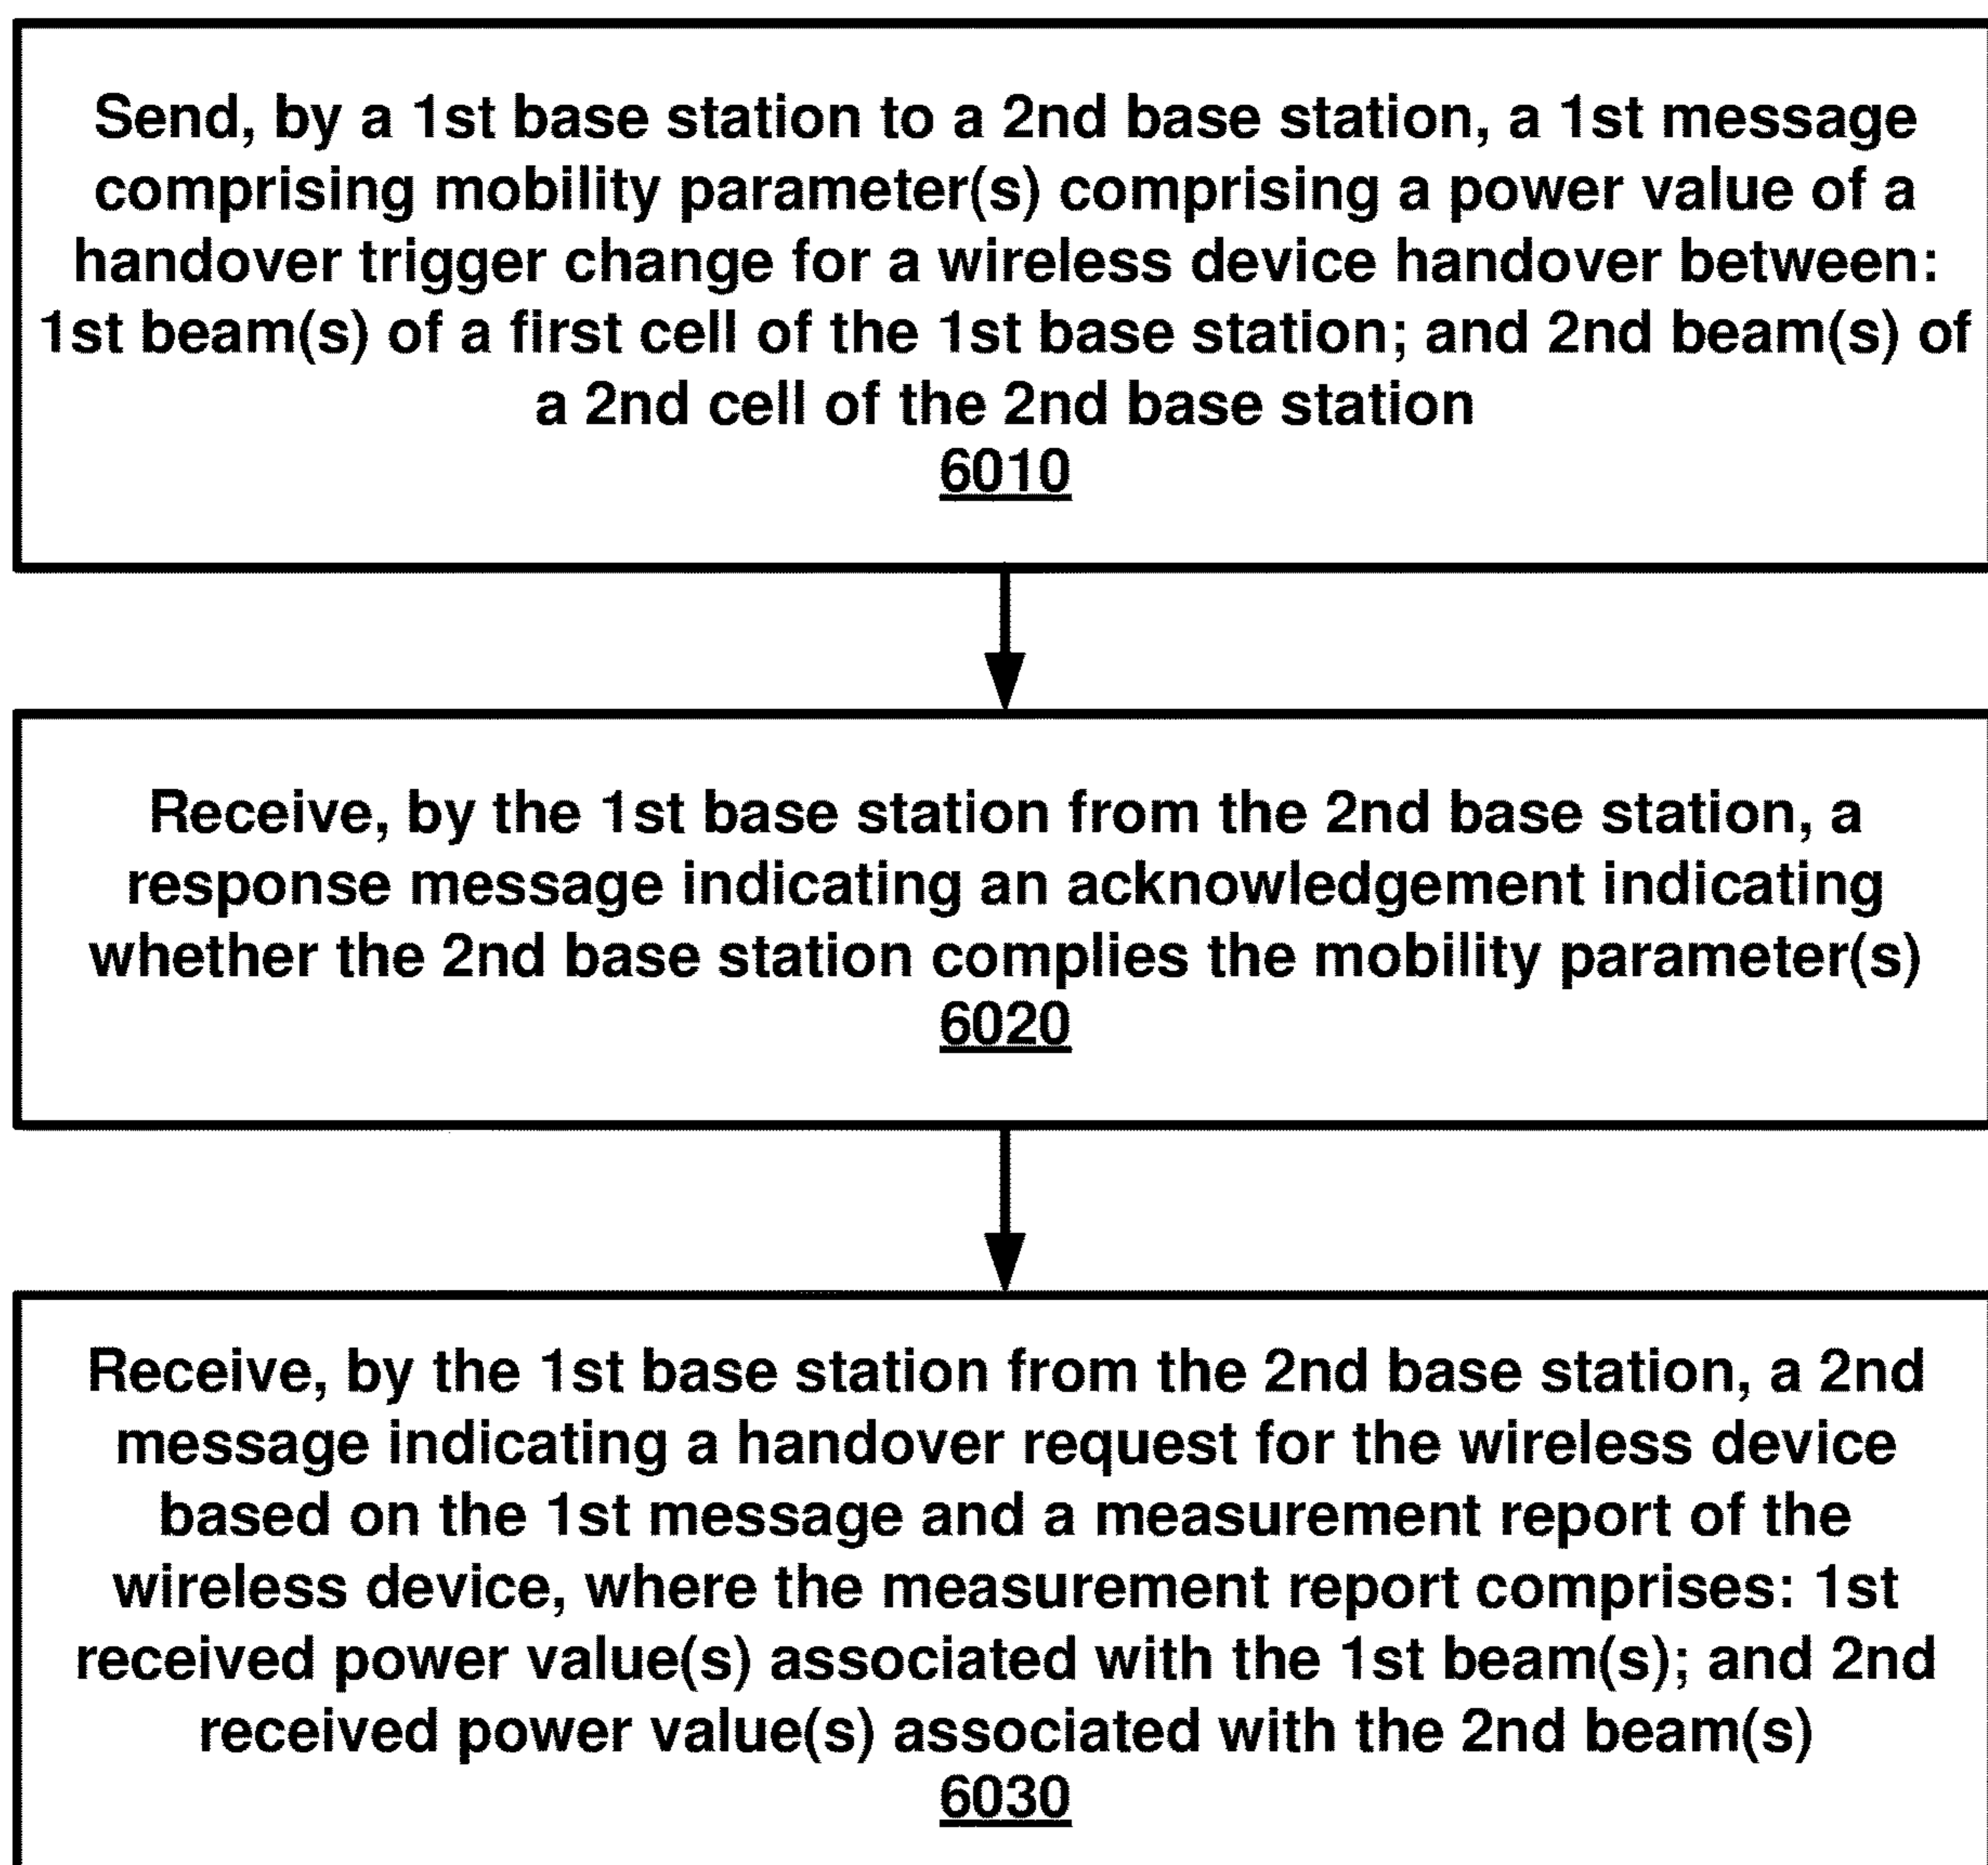 Send, by a 1st base station to a 2nd base station, a 1st message
comprising mobility parameter(s) comprising a power value of a
handover trigger change for a wireless device handover between:
1st beam(s) of a first cell of the 1st base station; and 2nd beam(s) of
a 2nd cell of the 2nd base station
6010
Receive, by the 1st base station from the 2nd base station, a
response message indicating an acknowledgement indicating
whether the 2nd base station complies the mobility parameter(s)
6020
Receive, by the 1st base station from the 2nd base station, a 2nd
message indicating a handover request for the wireless device
based on the 1st message and a measurement report of the
wireless device, where the measurement report comprises: 1st
received power value(s) associated with the 1st beam(s); and 2nd
received power value(s) associated with the 2nd beam(s)
6030